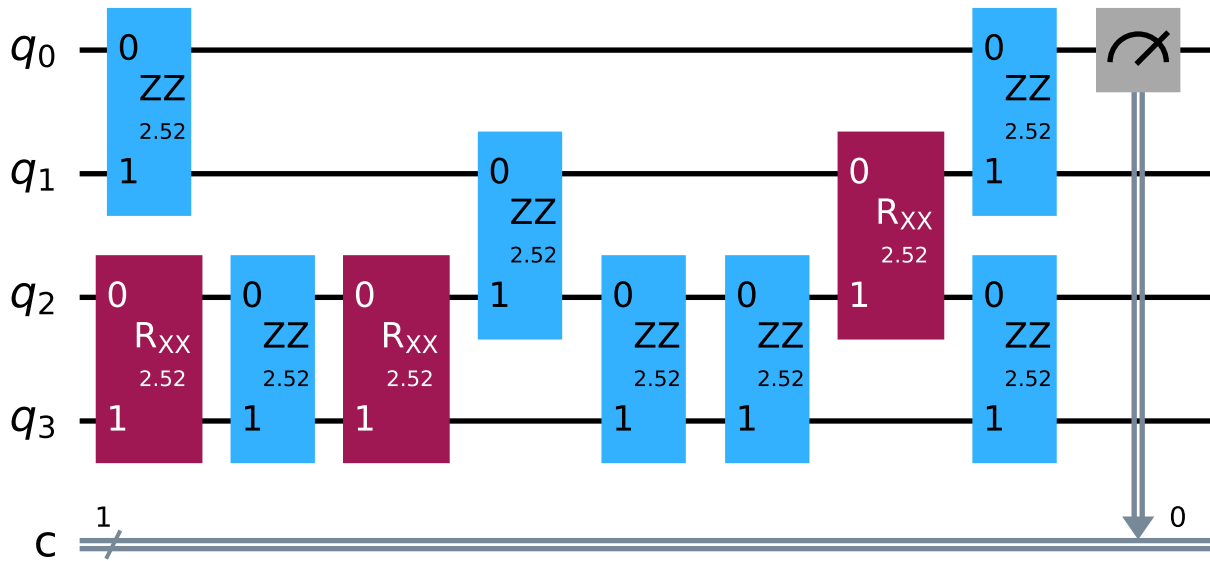 q0 0 0
ZZ ZZ
2.52 2.52
q1 1 0 0 1
ZZ RXX
2.52 2.52
q2 0 0 0 1 0 0 1 0
RXX ZZ RXX ZZ ZZ ZZ
2.52 2.52 2.52 2.52 2.52 2.52
q3 1 1 1 1 1 1
1 0
c